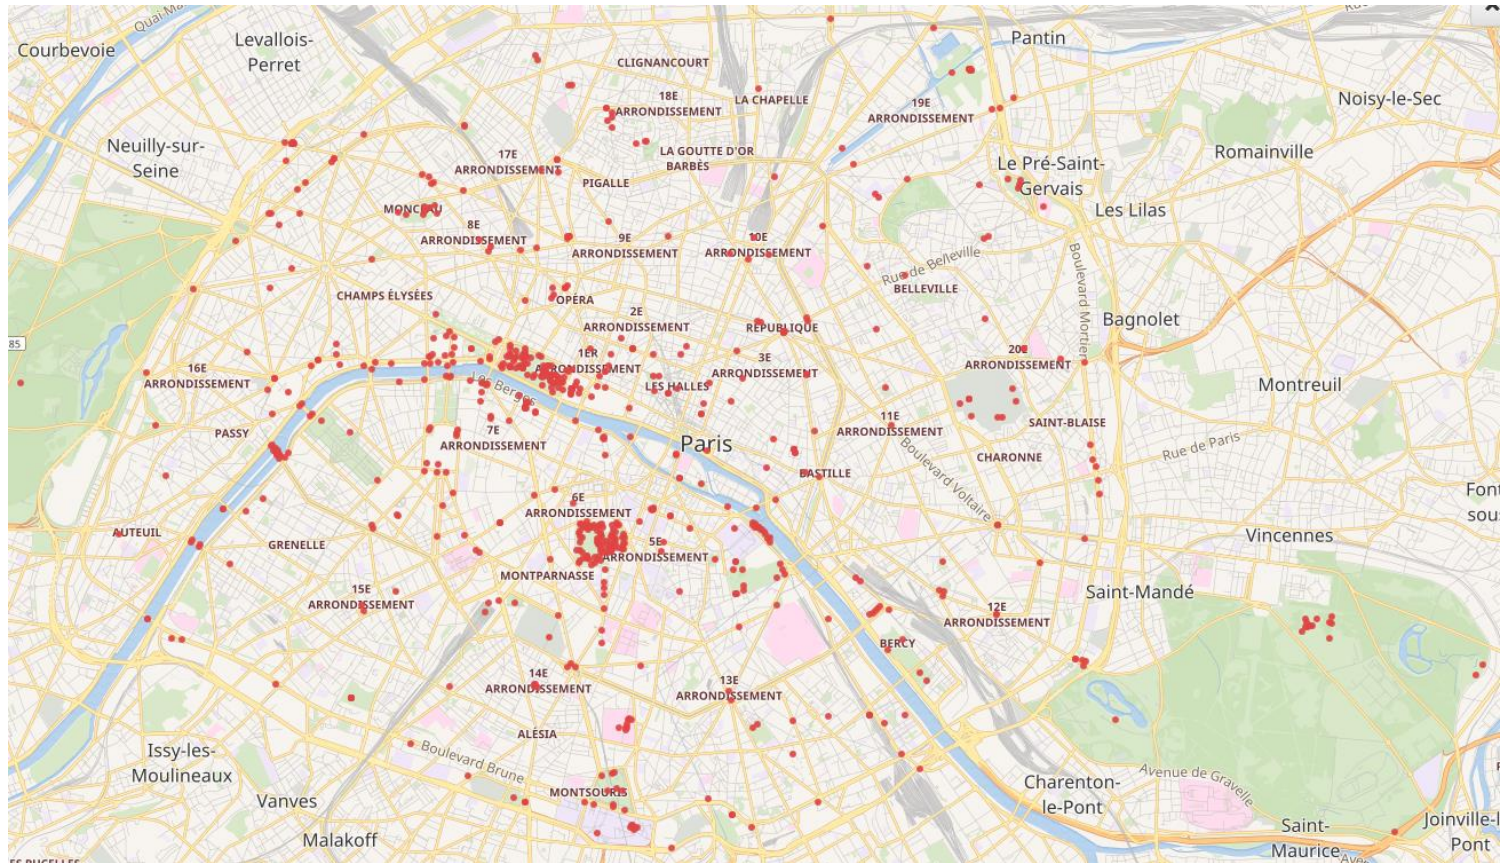 Quai Ma
Courbevoie
Levallois-
Perret
CLIGNANCOURT
Pantin
18E
ARRONDISSEMENT
LA CHAPELLE
19E
ARRONDISSEMENT
Noisy-le-Sec
Neuilly-sur-
Seine
17E
ARRONDISSEMENT
LA GOUTTE D'OR
BARBÈS
Romainville
Le Pré-Saint-
Gervais
PIGALLE
MONCEAU
Les Lilas
8E
ARRONDISSEMENT
9E
ARRONDISSEMENT
10E
ARRONDISSEMENT
Rue de Belleville
BELLEVILLE
Boulevard Mortier
CHAMPS ÉLYSÉES
OPÉRA
2E
ARRONDISSEMENT
RÉPUBLIQUE
Bagnolet
85
1ER
ARRONDISSEMENT
3E
ARRONDISSEMENT
20E
ARRONDISSEMENT
16E
ARRONDISSEMENT
Les Berges
LES HALLES
Montreuil
PASSY
7E
ARRONDISSEMENT
Paris
11E
ARRONDISSEMENT
SAINT-BLAISE
Rue de Paris
BASTILLE
Boulevard Voltaire
CHARONNE
Font
sou
6E
ARRONDISSEMENT
AUTEUIL
GRENELLE
5E
ARRONDISSEMENT
Vincennes
MONTPARNASSE
15E
ARRONDISSEMENT
12E
ARRONDISSEMENT
Saint-Mandé
BERCY
14E
ARRONDISSEMENT
13E
ARRONDISSEMENT
ALÉSIA
Issy-les-
Moulineaux
Boulevard Brune
MONTSOURIS
Charenton-
le-Pont
Avenue de Gravelle
Vanves
Malakoff
Saint-
Maurice
Joinville-l
Pont